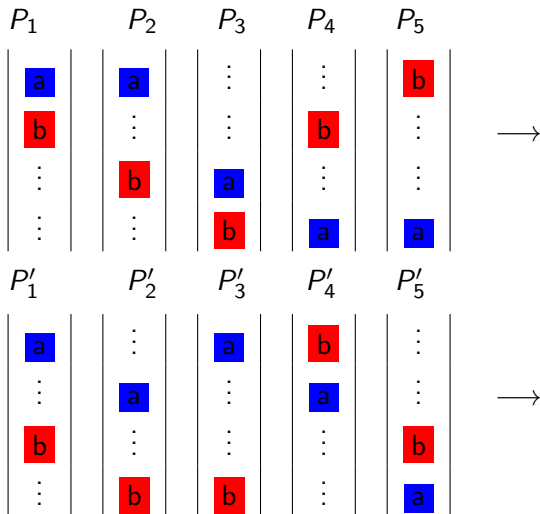 P₁ P₂ P₃ P₄ P₅
a a ⋮ ⋮ b
b ⋮ ⋮ b ⋮ ⟶
⋮ b a ⋮ ⋮
⋮ ⋮ b a a
P′₁ P′₂ P′₃ P′₄ P′₅
a ⋮ a b ⋮
⋮ a ⋮ a ⋮ ⟶
b ⋮ ⋮ ⋮ b
⋮ b b ⋮ a